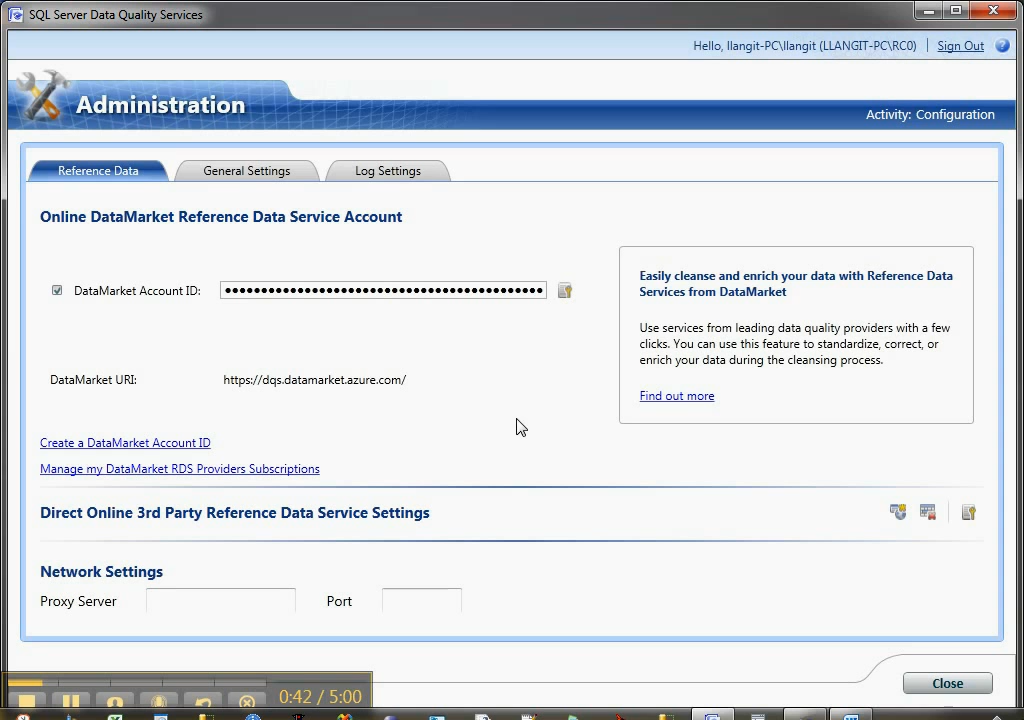 SQL Server Data Quality Services
Hello, llangit-PC\llangit (LLANGIT-PC\RC0)
Sign Out
Administration
Activity: Configuration
Reference Data
General Settings
Log Settings
Online DataMarket Reference Data Service Account
DataMarket Account ID:
Easily cleanse and enrich your data with Reference Data
Services from DataMarket
Use services from leading data quality providers with a few
clicks. You can use this feature to standardize, correct, or
enrich your data during the cleansing process.
Find out more
DataMarket URI:
https://dqs.datamarket.azure.com/
Create a DataMarket Account ID
Manage my DataMarket RDS Providers Subscriptions
Direct Online 3rd Party Reference Data Service Settings
Network Settings
Proxy Server
Port
Close
0:42 / 5:00